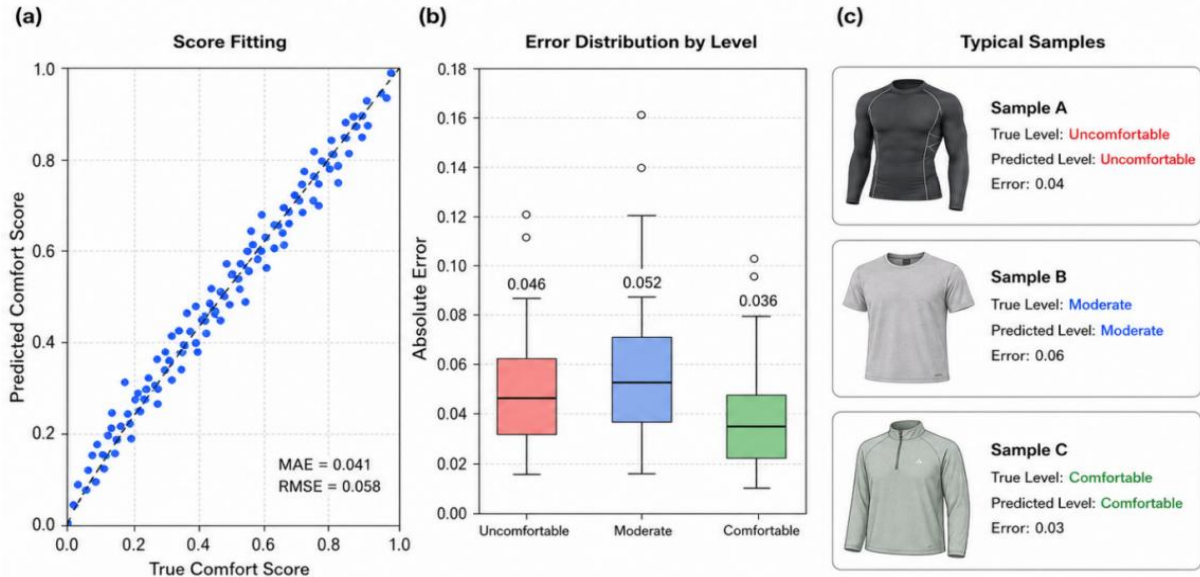 (a)
Score Fitting
1.0
0.8
0.6
0.4
0.2
0.0
Predicted Comfort Score
MAE = 0.041
RMSE = 0.058
0.0 0.2 0.4 0.6 0.8 1.0
True Comfort Score
(b)
Error Distribution by Level
0.18
0.16
0.14
0.12
0.10
0.08
0.06
0.04
0.02
0.00
Absolute Error
0.046
0.052
0.036
Uncomfortable Moderate Comfortable
(c)
Typical Samples
Sample A
True Level: Uncomfortable
Predicted Level: Uncomfortable
Error: 0.04
Sample B
True Level: Moderate
Predicted Level: Moderate
Error: 0.06
Sample C
True Level: Comfortable
Predicted Level: Comfortable
Error: 0.03